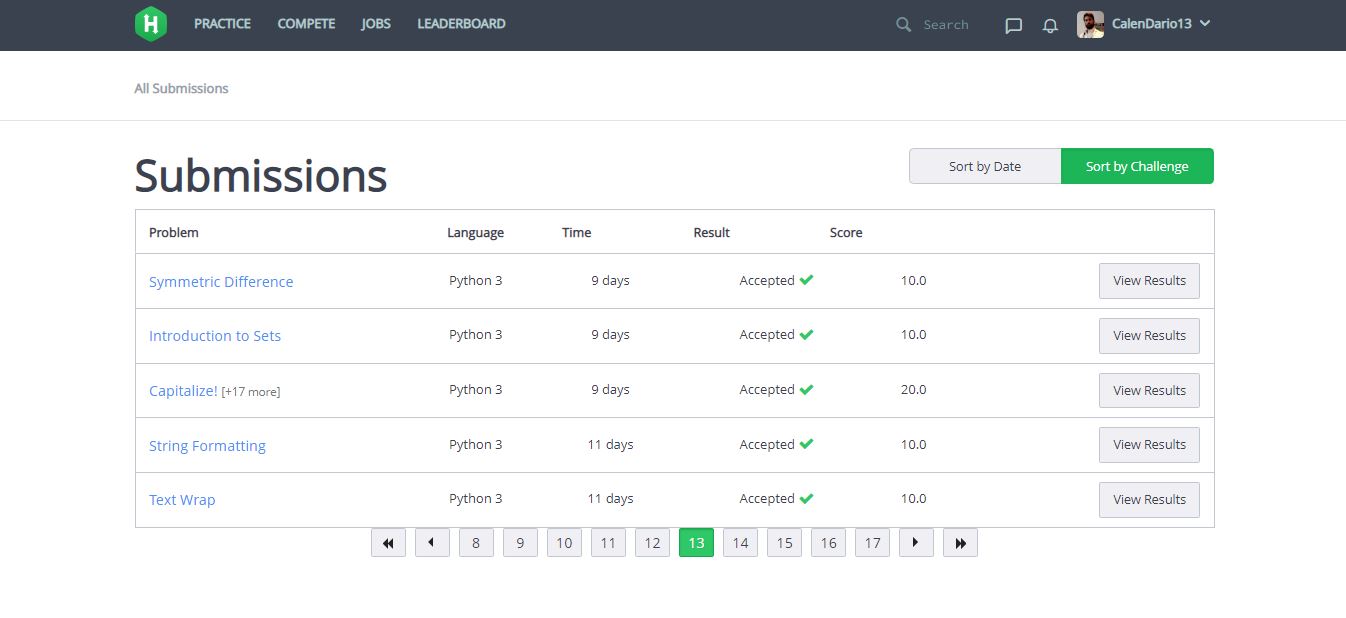 H PRACTICE COMPETE JOBS LEADERBOARD Search CalenDario13
All Submissions
Submissions
Sort by Date Sort by Challenge
Problem Language Time Result Score
Symmetric Difference Python 3 9 days Accepted 10.0 View Results
Introduction to Sets Python 3 9 days Accepted 10.0 View Results
Capitalize! [+17 more] Python 3 9 days Accepted 20.0 View Results
String Formatting Python 3 11 days Accepted 10.0 View Results
Text Wrap Python 3 11 days Accepted 10.0 View Results
8 9 10 11 12 13 14 15 16 17